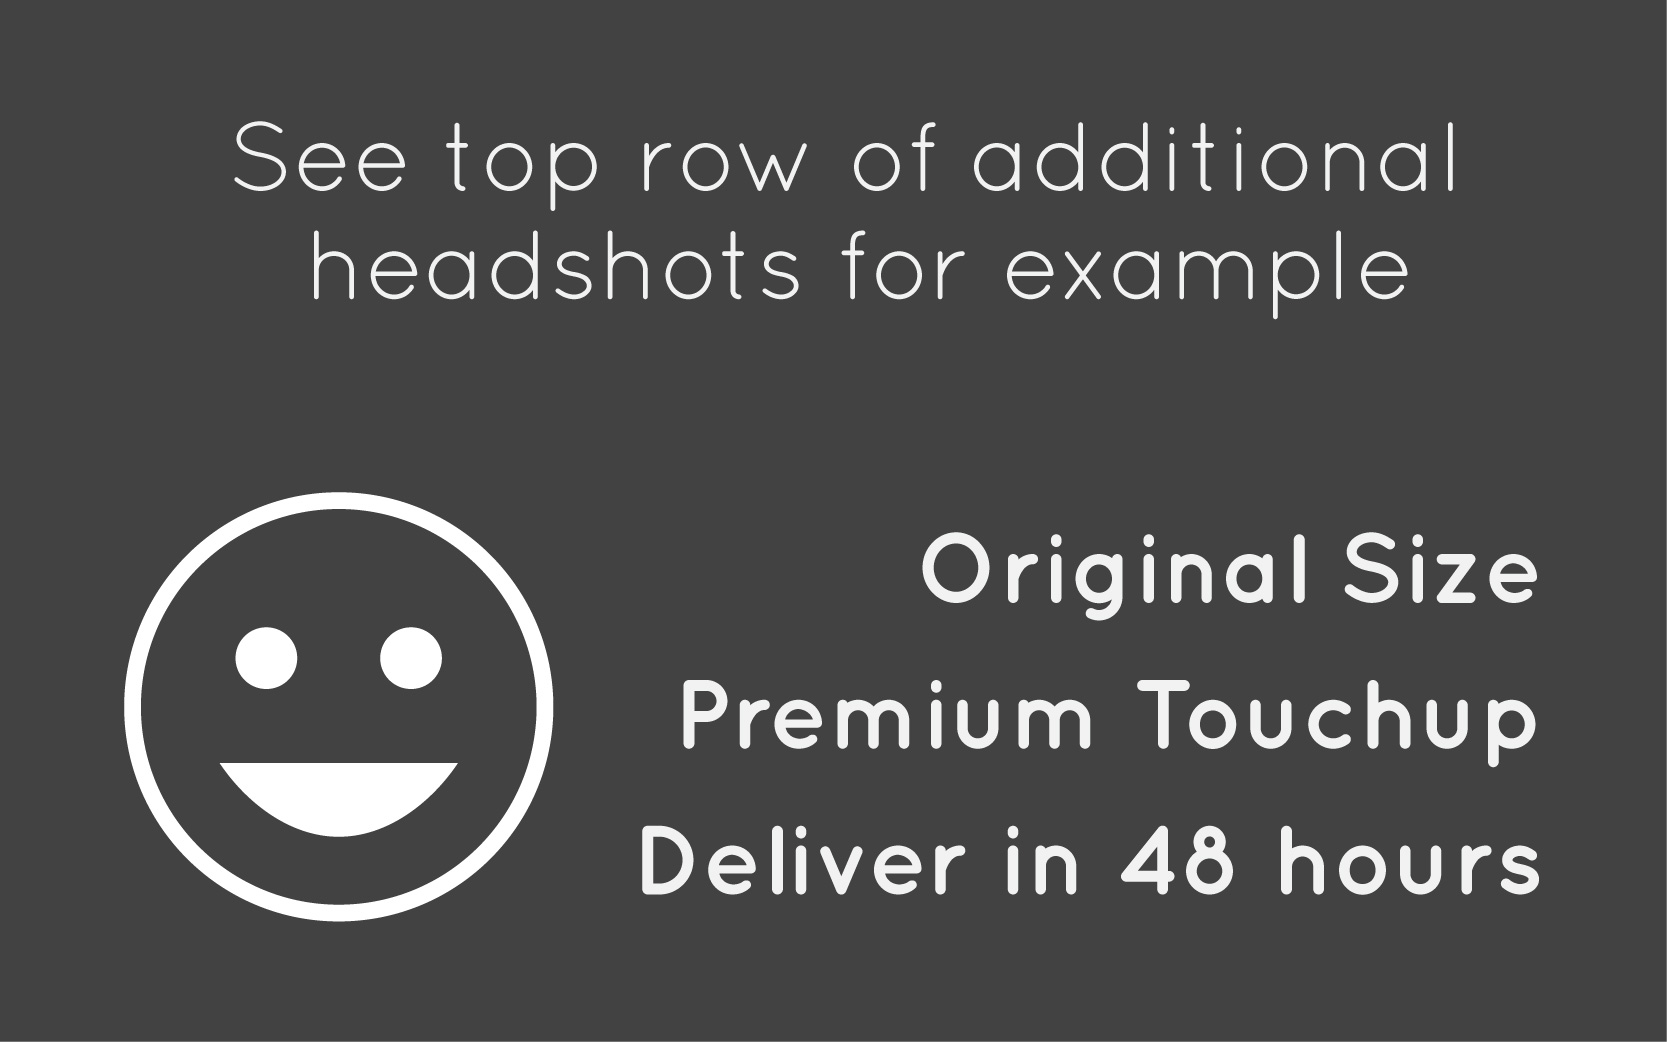 See top row of additional
headshots for example
Original Size
Premium Touchup
Deliver in 48 hours